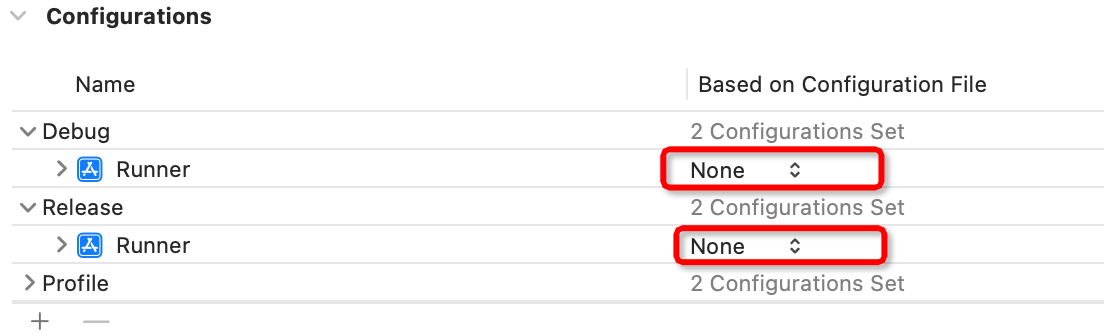 Configurations
Name Based on Configuration File
Debug 2 Configurations Set
Runner None
Release 2 Configurations Set
Runner None
Profile 2 Configurations Set